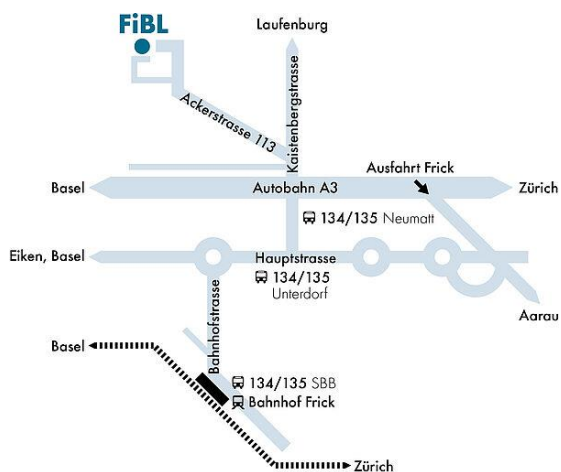 FiBL
Laufenburg
Ackerstrasse 113
Kaistenbergstrasse
Ausfahrt Frick
Basel
Autobahn A3
Zürich
134/135 Neumatt
Eiken, Basel
Hauptstrasse
134/135
Unterdorf
Aarau
Bahnhofstrasse
Basel
134/135 SBB
Bahnhof Frick
Zürich